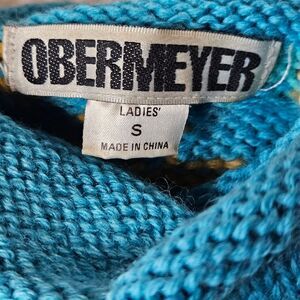 OBERMEYER
LADIES'
S
MADE IN CHINA